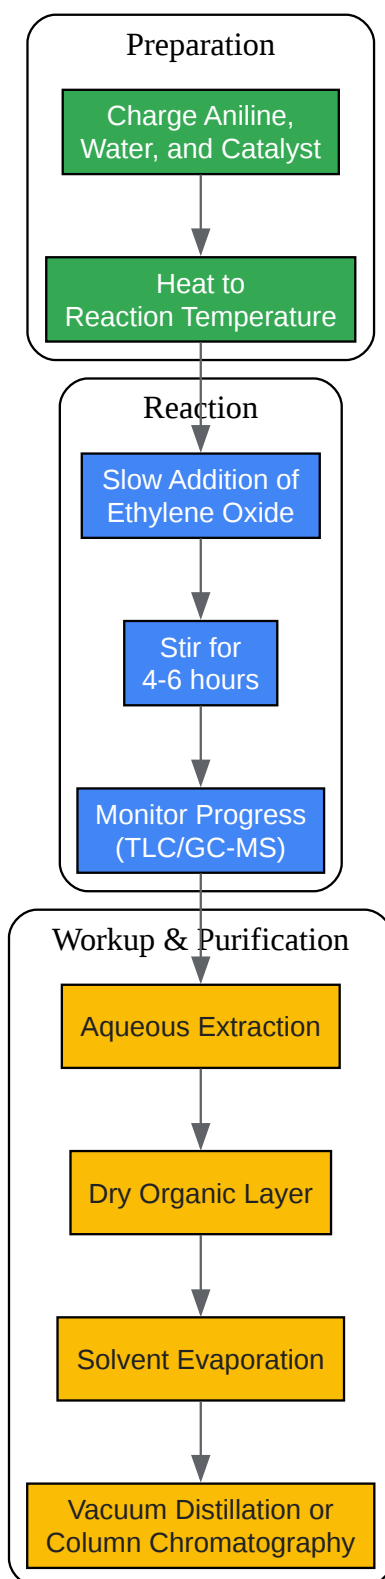 Preparation
Charge Aniline,
Water, and Catalyst
Heat to
Reaction Temperature
Reaction
Slow Addition of
Ethylene Oxide
Stir for
4-6 hours
Monitor Progress
(TLC/GC-MS)
Workup & Purification
Aqueous Extraction
Dry Organic Layer
Solvent Evaporation
Vacuum Distillation or
Column Chromatography